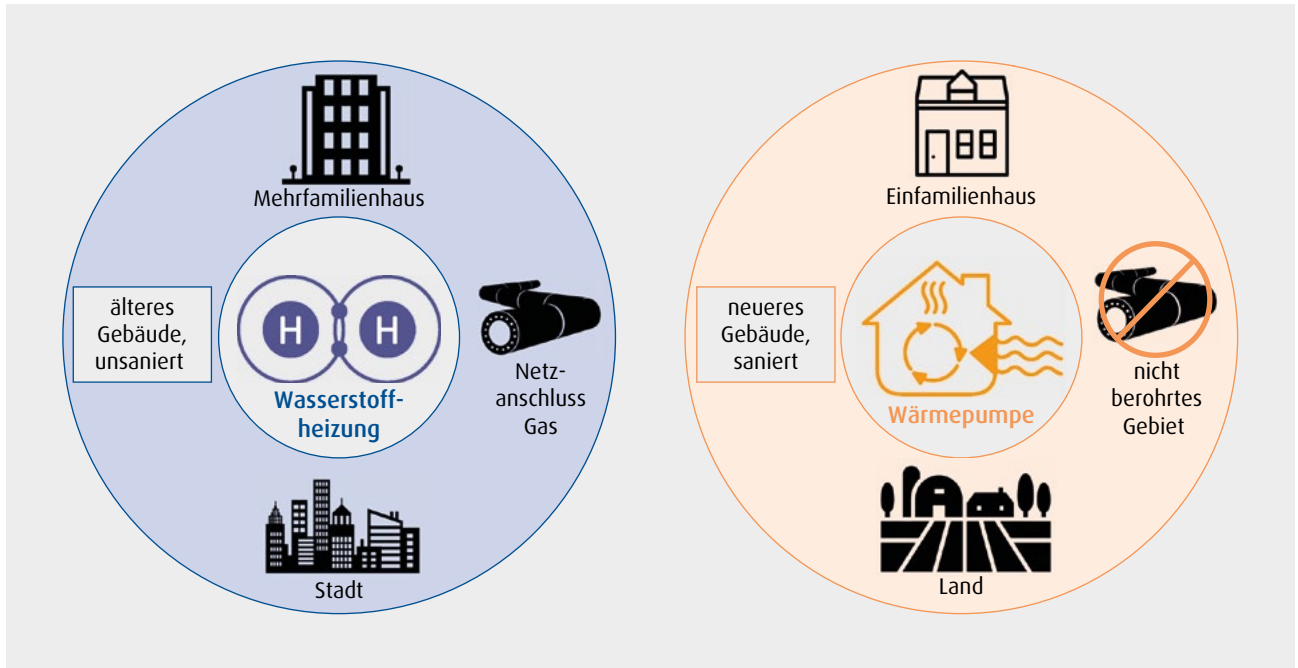 Mehrfamilienhaus
älteres
Gebäude,
unsaniert
H H
Wasserstoff-
heizung
Netz-
anschluss
Gas
Stadt
Einfamilienhaus
neueres
Gebäude,
saniert
Wärmepumpe
nicht
berohrtes
Gebiet
Land